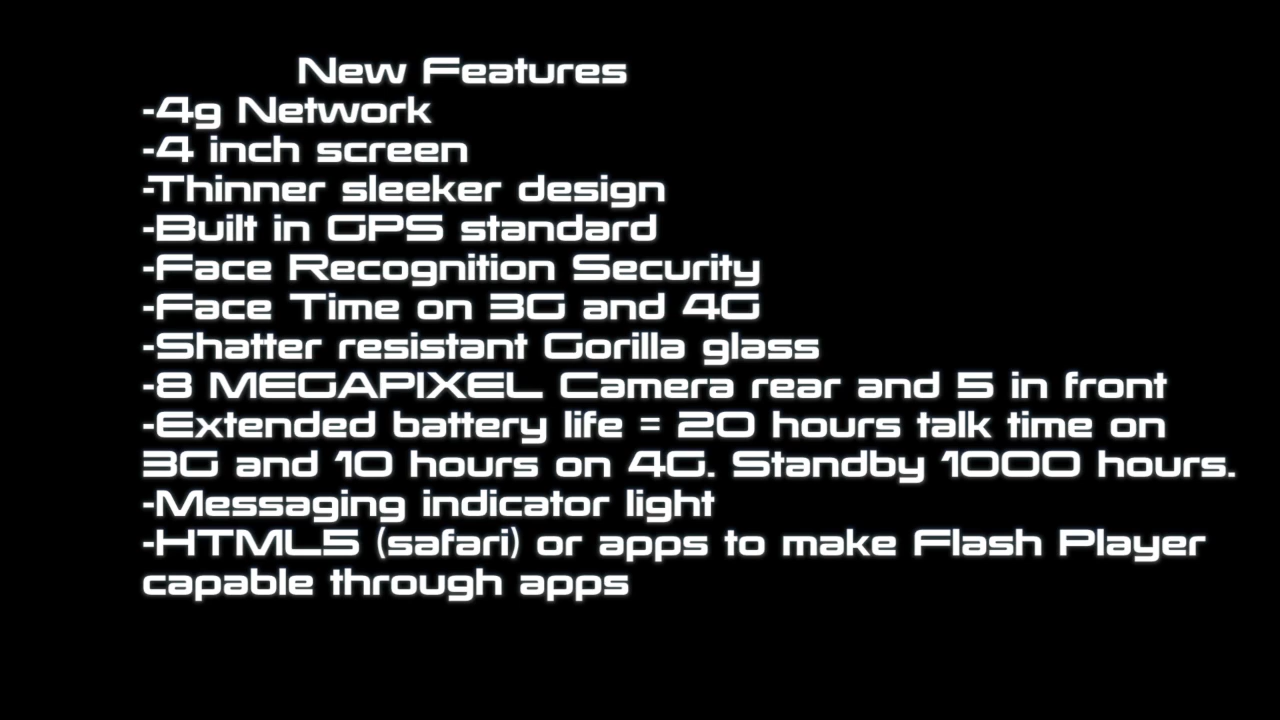 New Features
-4g Network
-4 inch screen
-Thinner sleeker design
-Built in GPS standard
-Face Recognition Security
-Face Time on 3G and 4G
-Shatter resistant Gorilla glass
-8 MEGAPIXEL Camera rear and 5 in front
-Extended battery life = 20 hours talk time on
3G and 10 hours on 4G. Standby 1000 hours.
-Messaging indicator light
-HTML5 (safari) or apps to make Flash Player
capable through apps